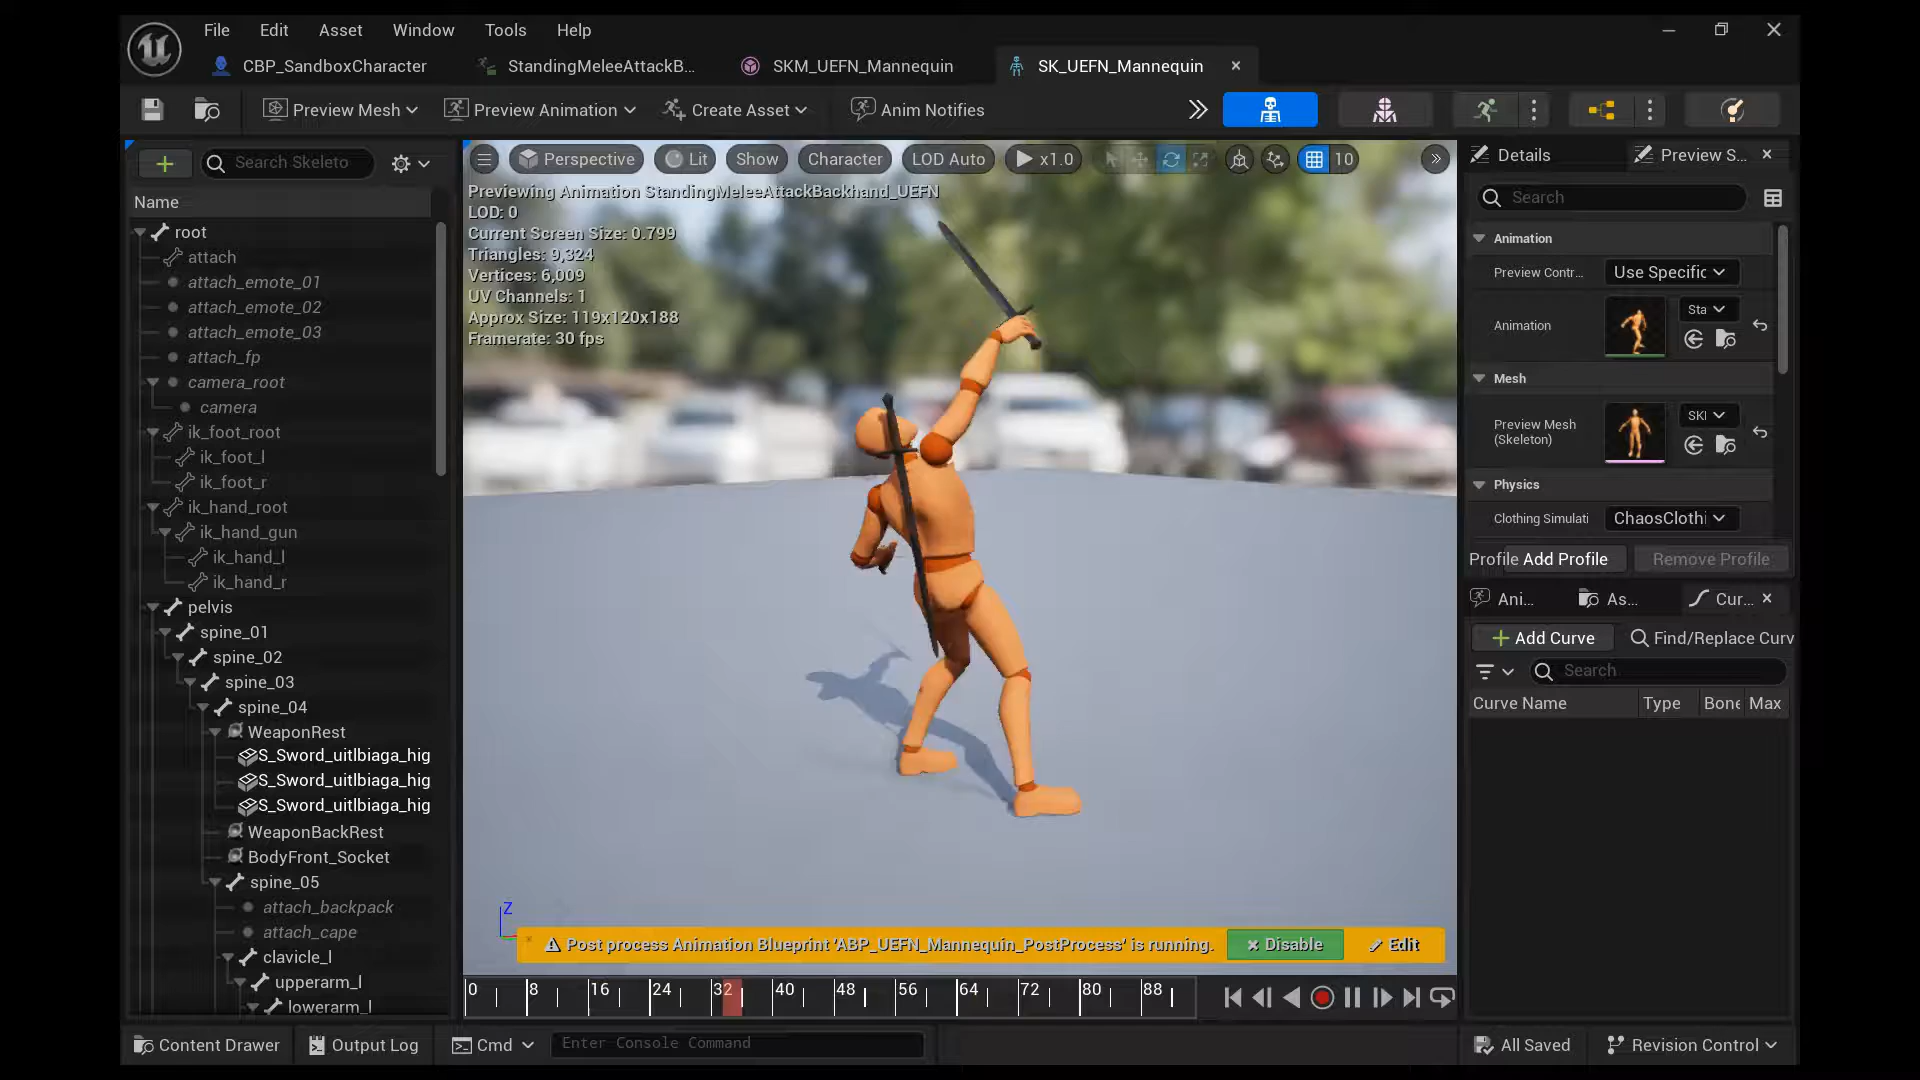 File Edit Asset Window Tools Help
CBP_SandboxCharacter StandingMeleeAttackB... SKM_UEFN_Mannequin SK_UEFN_Mannequin
Preview Mesh Preview Animation Create Asset Anim Notifies
Search Skeleto
Name
root
attach
attach_emote_01
attach_emote_02
attach_emote_03
attach_fp
camera_root
camera
ik_foot_root
ik_foot_l
ik_foot_r
ik_hand_root
ik_hand_gun
ik_hand_l
ik_hand_r
pelvis
spine_01
spine_02
spine_03
spine_04
WeaponRest
S_Sword_uitlbiaga_hig
S_Sword_uitlbiaga_hig
S_Sword_uitlbiaga_hig
WeaponBackRest
BodyFront_Socket
spine_05
attach_backpack
attach_cape
clavicle_l
upperarm_l
lowerarm_l
Perspective Lit Show Character LOD Auto x1.0 10
Previewing Animation StandingMeleeAttackBackhand_UEFN
LOD: 0
Current Screen Size: 0.799
Triangles: 9,324
Vertices: 6,009
UV Channels: 1
Approx Size: 119x120x188
Framerate: 30 fps
Z
Post process Animation Blueprint 'ABP_UEFN_Mannequin_PostProcess' is running. Disable Edit
0 8 16 24 32 40 48 56 64 72 80 88
Details Preview S...
Search
Animation
Preview Contr... Use Specific
Animation Sta
Mesh
Preview Mesh SKI
(Skeleton)
Physics
Clothing Simulati ChaosClothi
Profile Add Profile Remove Profile
Ani... As... Cur...
Add Curve Find/Replace Curv
Search
Curve Name Type Bone Max
Content Drawer Output Log Cmd Enter Console Command All Saved Revision Control